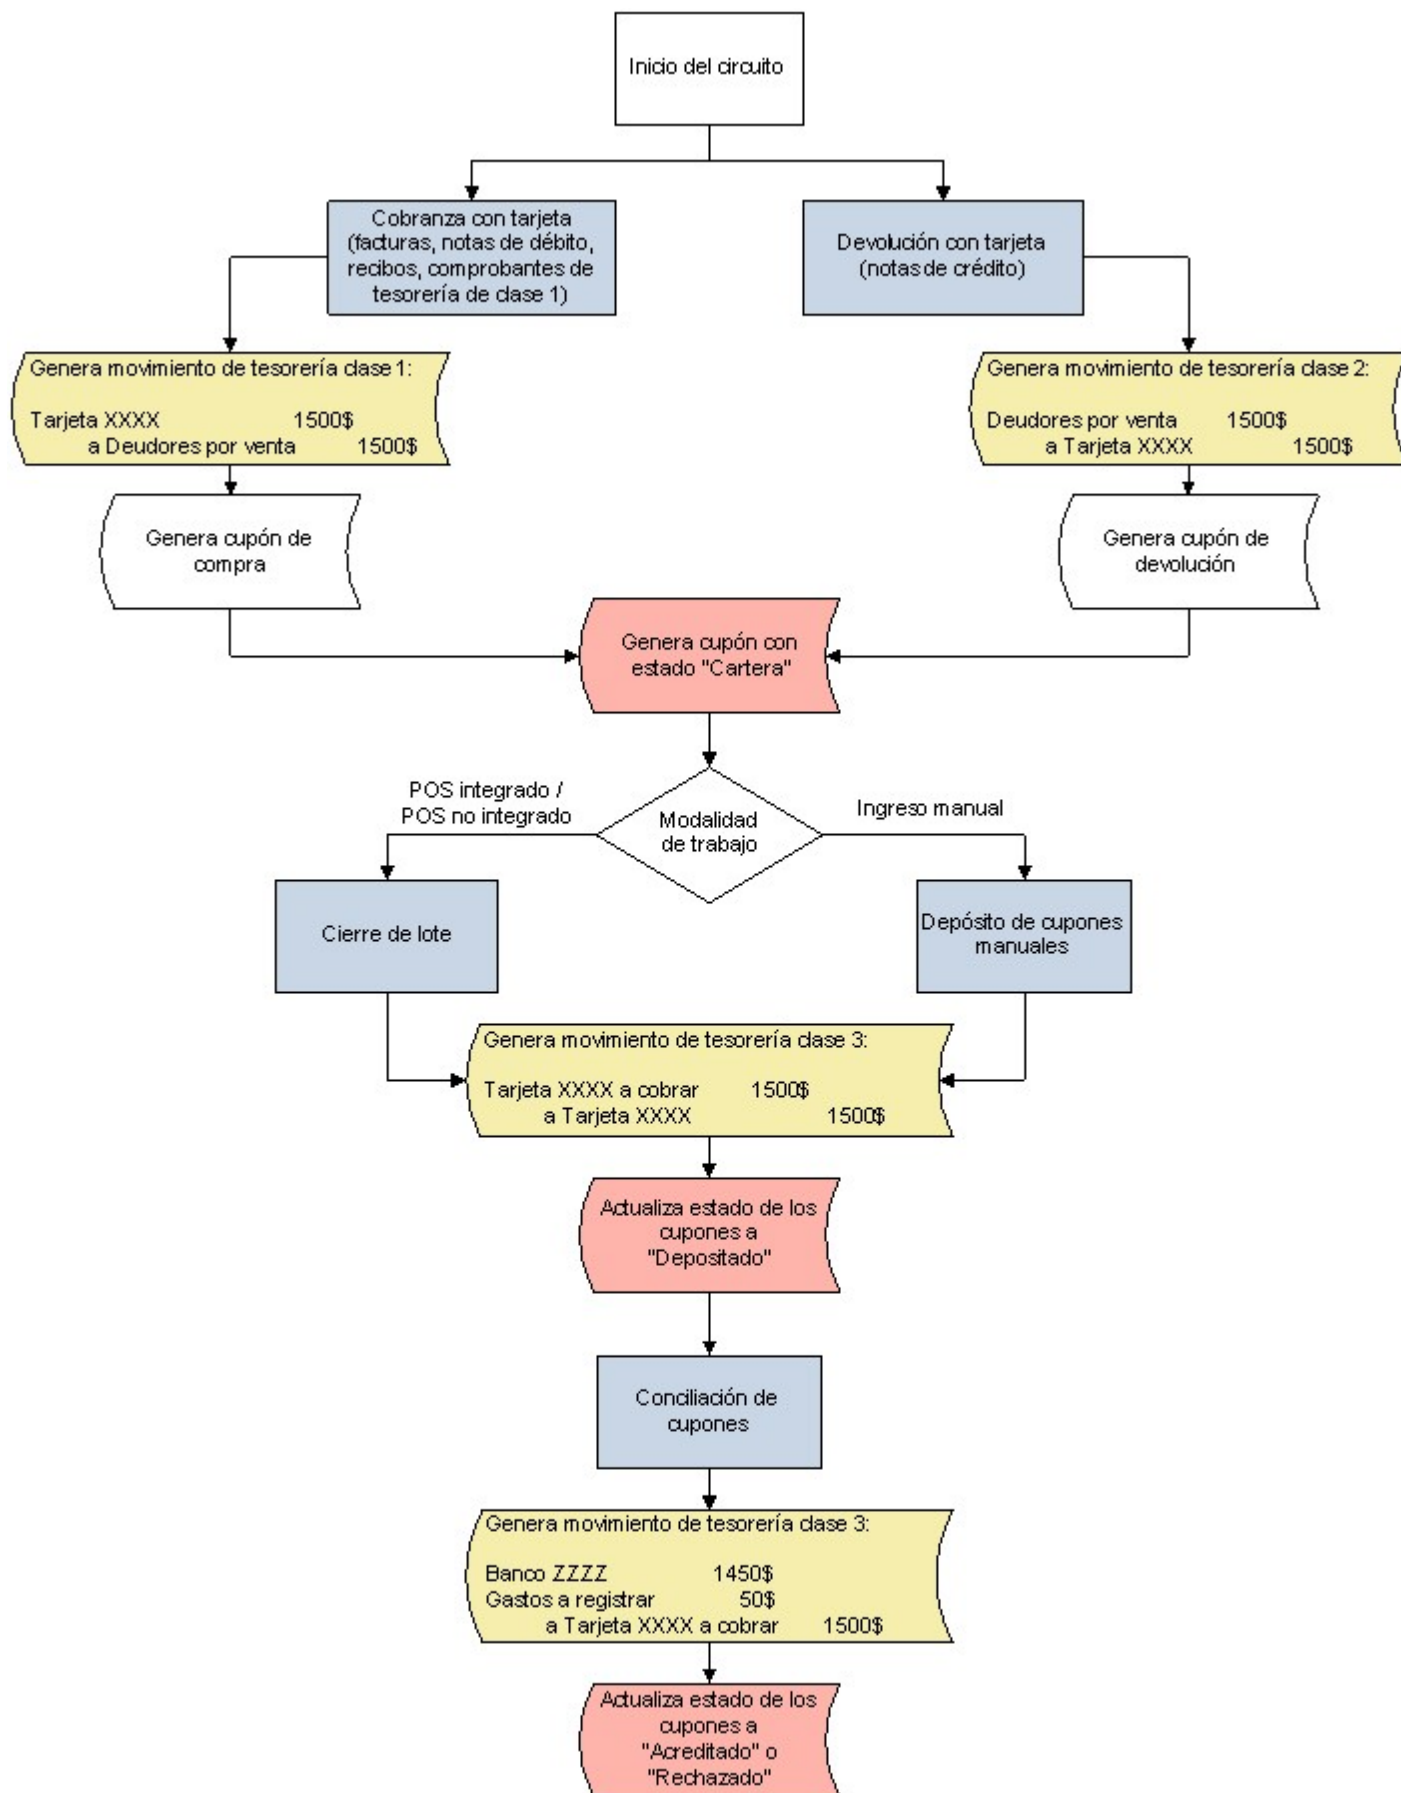 Inicio del circuito
Cobranza con tarjeta
(facturas, notas de débito,
recibos, comprobantes de
tesorería de clase 1)
Devolución con tarjeta
(notas de crédito)
Genera movimiento de tesorería clase 1:
Tarjeta XXXX 1500$
a Deudores por venta 1500$
Genera movimiento de tesorería clase 2:
Deudores por venta 1500$
a Tarjeta XXXX 1500$
Genera cupón de
compra
Genera cupón de
devolución
Genera cupón con
estado "Cartera"
POS integrado /
POS no integrado
Modalidad
de trabajo
Ingreso manual
Cierre de lote
Depósito de cupones
manuales
Genera movimiento de tesorería clase 3:
Tarjeta XXXX a cobrar 1500$
a Tarjeta XXXX 1500$
Actualiza estado de los
cupones a
"Depositado"
Conciliación de
cupones
Genera movimiento de tesorería clase 3:
Banco ZZZZ 1450$
Gastos a registrar 50$
a Tarjeta XXXX a cobrar 1500$
Actualiza estado de los
cupones a
"Acreditado" o
"Rechazado"